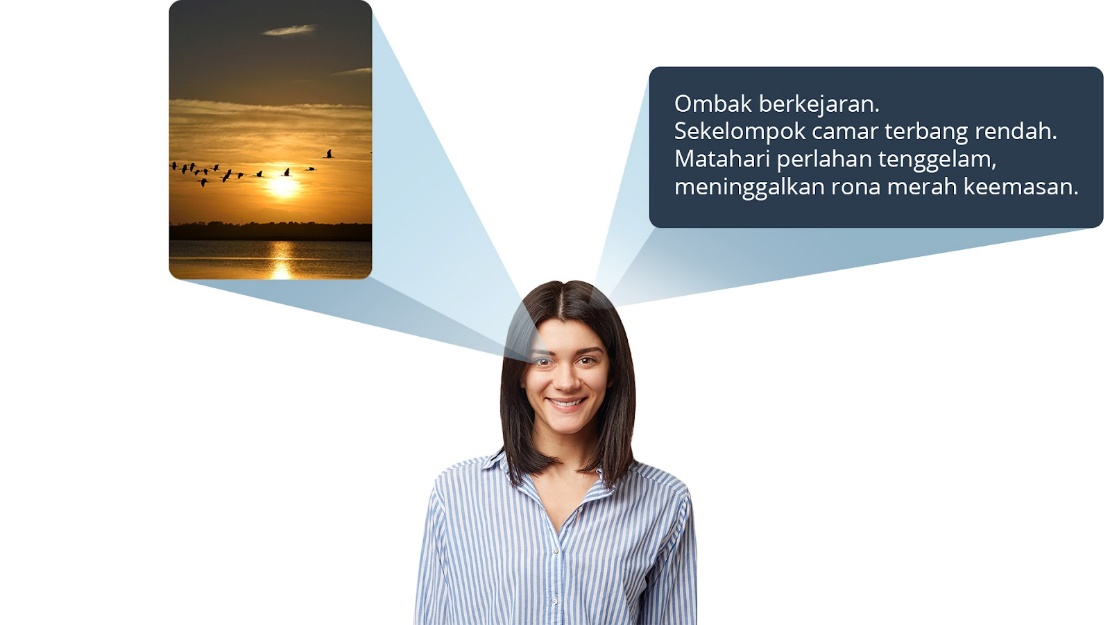 Ombak berkejaran.
Sekelompok camar terbang rendah.
Matahari perlahan tenggelam,
meninggalkan rona merah keemasan.